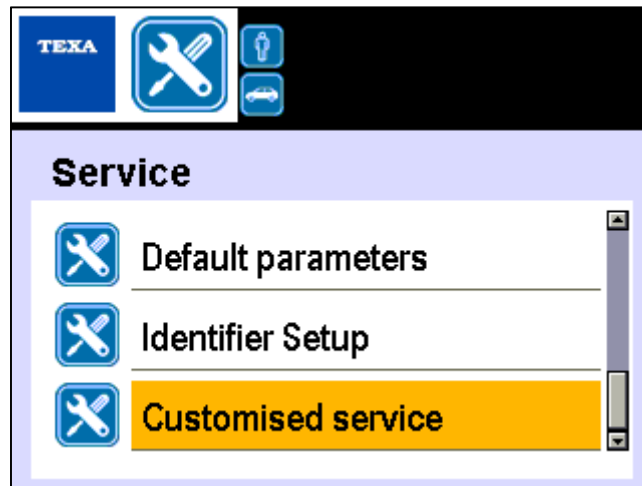 TEXA
Service
Default parameters
Identifier Setup
Customised service